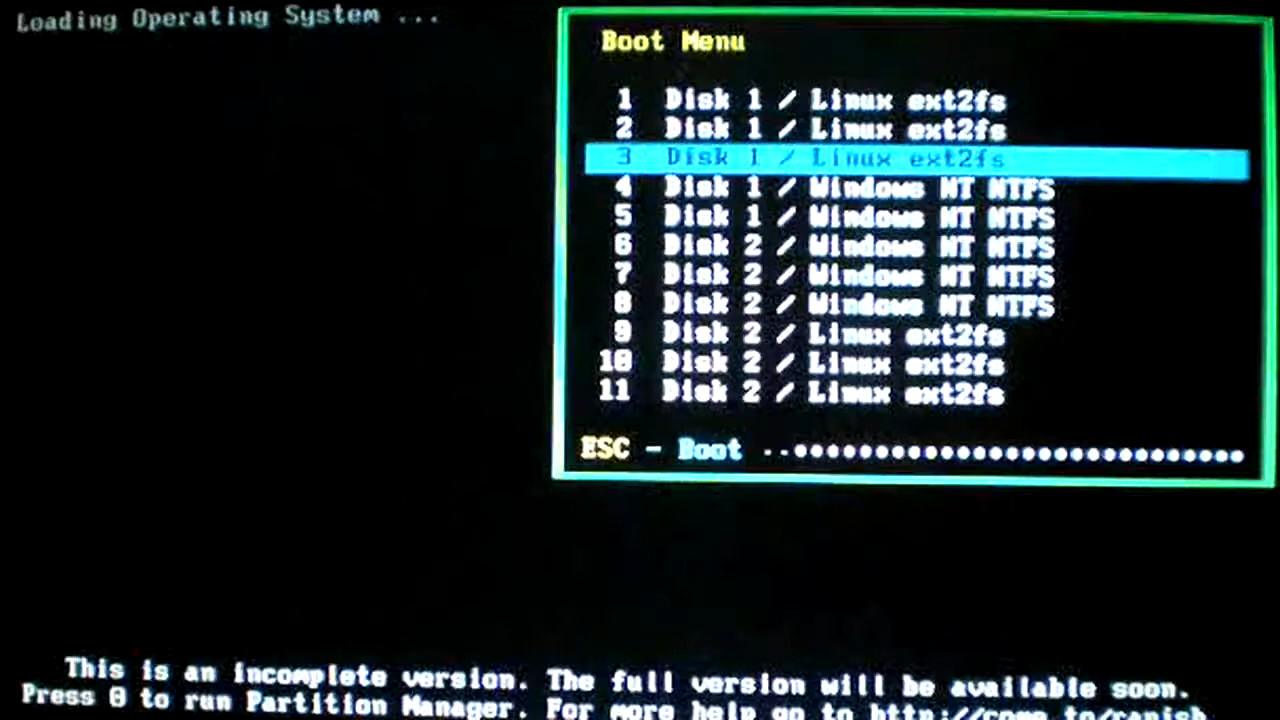 Loading Operating System ...
Boot Menu
1 Disk 1 / Linux ext2fs
2 Disk 1 / Linux ext2fs
3 Disk 1 / Linux ext2fs
4 Disk 1 / Windows NT NTFS
5 Disk 1 / Windows NT NTFS
6 Disk 2 / Windows NT NTFS
7 Disk 2 / Windows NT NTFS
8 Disk 2 / Windows NT NTFS
9 Disk 2 / Linux ext2fs
10 Disk 2 / Linux ext2fs
11 Disk 2 / Linux ext2fs
ESC - Boot ··••••••••••••••••••••••••••••
This is an incomplete version. The full version will be available soon.
Press 0 to run Partition Manager. For more help go to http://come.to/ranish